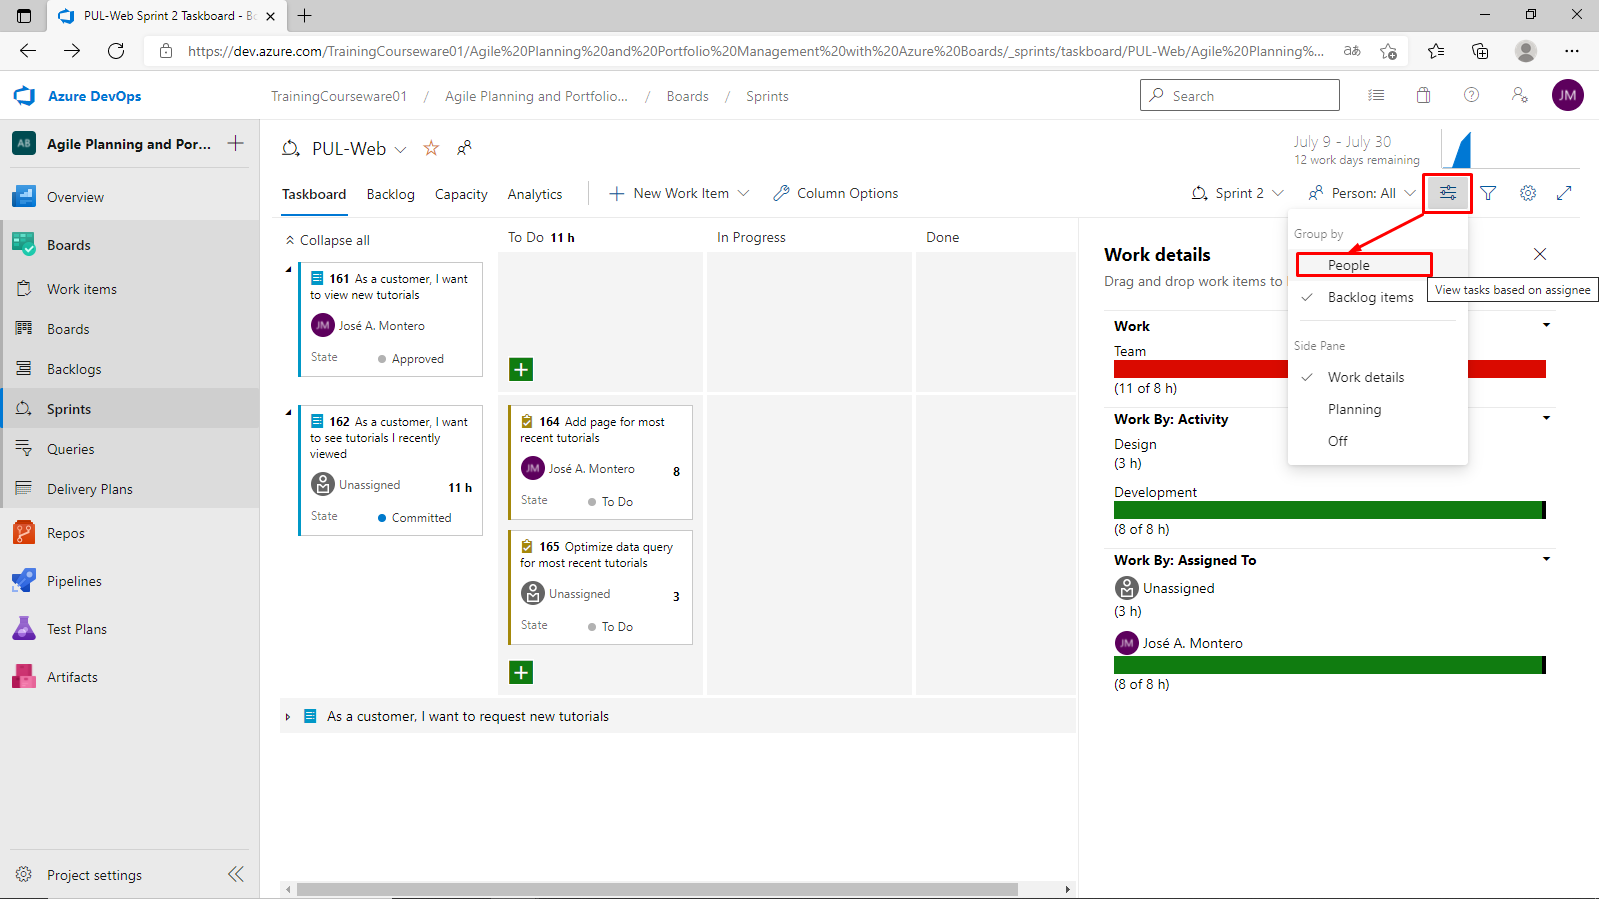 PUL-Web Sprint 2 Taskboard - Bo
https://dev.azure.com/TrainingCourseware01/Agile%20Planning%20and%20Portfolio%20Management%20with%20Azure%20Boards/_sprints/taskboard/PUL-Web/Agile%20Planning%...
aあ
Azure DevOps
TrainingCourseware01 / Agile Planning and Portfolio... / Boards / Sprints
Search
JM
AB Agile Planning and Por...
Overview
Boards
Work items
Boards
Backlogs
Sprints
Queries
Delivery Plans
Repos
Pipelines
Test Plans
Artifacts
Project settings
PUL-Web
July 9 - July 30
12 work days remaining
Taskboard
Backlog
Capacity
Analytics
New Work Item
Column Options
Sprint 2
Person: All
Collapse all
To Do 11 h
In Progress
Done
161 As a customer, I want
to view new tutorials
JM José A. Montero
State Approved
162 As a customer, I want
to see tutorials I recently
viewed
Unassigned 11 h
State Committed
164 Add page for most
recent tutorials
JM José A. Montero 8
State To Do
165 Optimize data query
for most recent tutorials
Unassigned 3
State To Do
As a customer, I want to request new tutorials
Group by
People
View tasks based on assignee
Backlog items
Side Pane
Work details
Planning
Off
Work details
Drag and drop work items to
Work
Team
(11 of 8 h)
Work By: Activity
Design
(3 h)
Development
(8 of 8 h)
Work By: Assigned To
Unassigned
(3 h)
JM José A. Montero
(8 of 8 h)